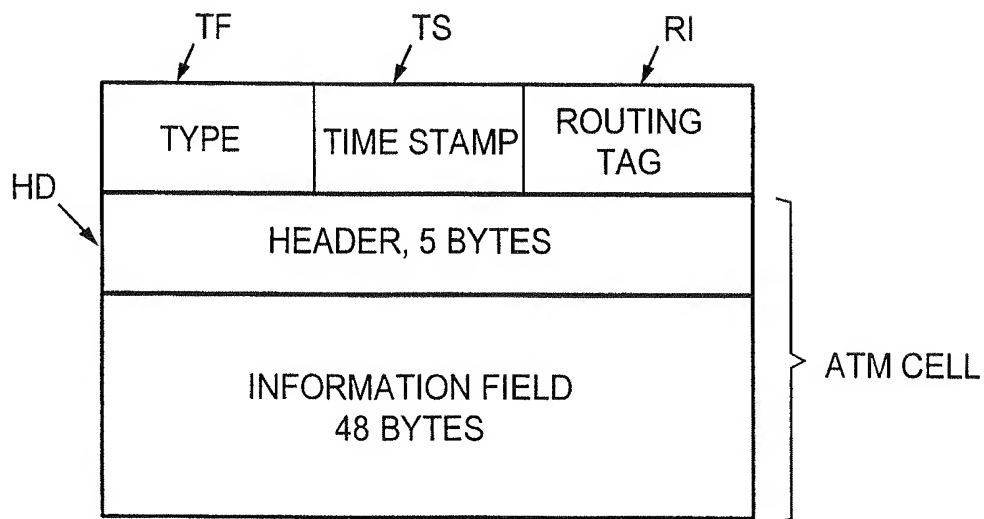 TF TS RI
TYPE TIME STAMP ROUTING TAG
HD
HEADER, 5 BYTES
INFORMATION FIELD
48 BYTES
ATM CELL